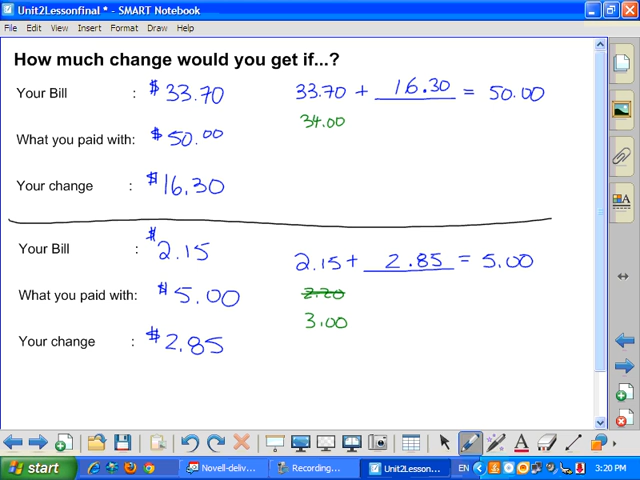 Unit2Lessonfinal * - SMART Notebook
File Edit View Insert Format Draw Help
How much change would you get if...?
Your Bill : $33.70 33.70 + 16.30 = 50.00
34.00
What you paid with: $50.00
Your change : $16.30
Your Bill : $2.15 2.15 + 2.85 = 5.00
What you paid with: $5.00 2.20
3.00
Your change : $2.85
start Novell-deliv... Recording... Unit2Lesson... EN 3:20 PM